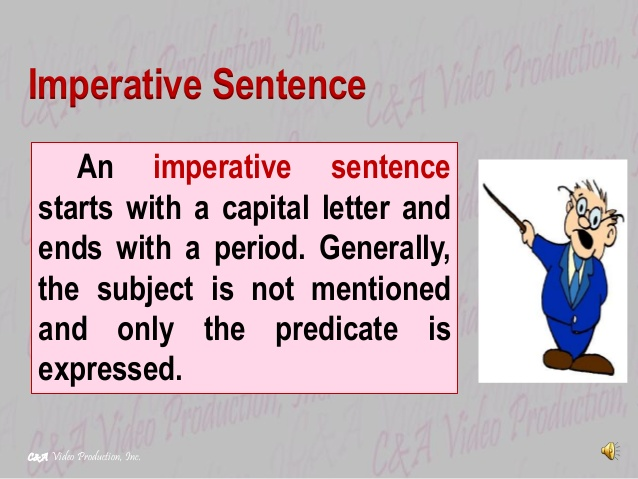 Imperative Sentence
An imperative sentence
starts with a capital letter and
ends with a period. Generally,
the subject is not mentioned
and only the predicate is
expressed.
C&A Video Production, Inc.